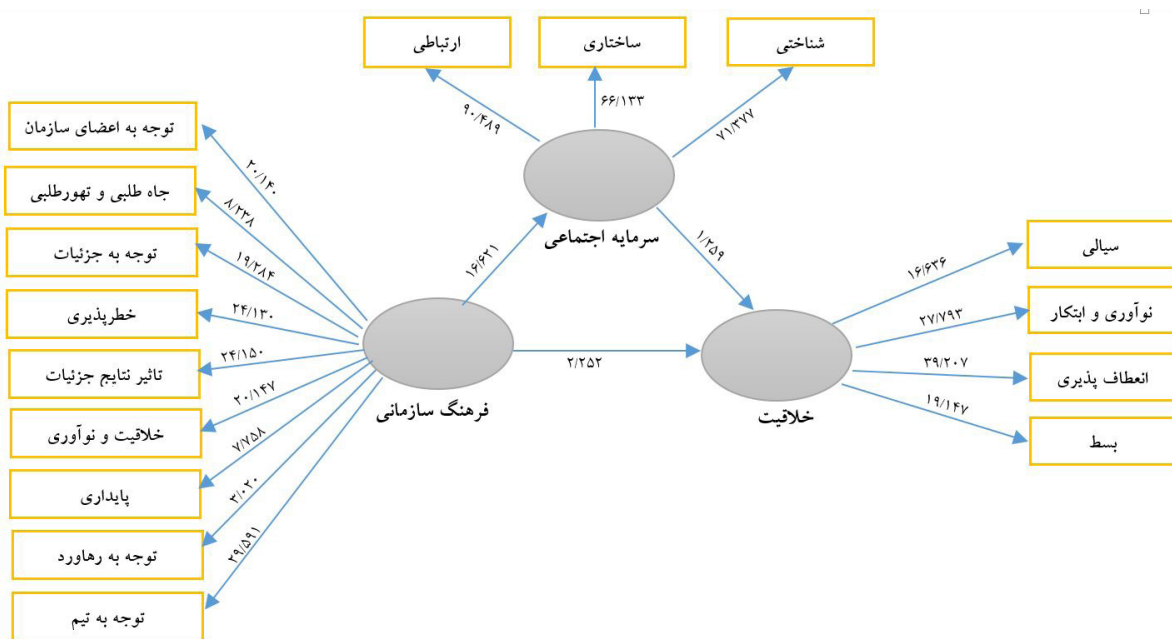 ارتباطی
ساختاری
شناختی
۹۰/۴۸۹
۶۶/۱۳۳
۷۱/۳۷۷
سرمایه اجتماعی
توجه به اعضای سازمان
جاه طلبی و تهورطلبی
توجه به جزئیات
خطرپذیری
تاثیر نتایج جزئیات
خلاقیت و نوآوری
پایداری
توجه به رهاورد
توجه به تیم
۲۰/۱۴۰
۸/۲۳۸
۱۹/۲۸۴
۲۴/۱۳۰
۲۴/۱۵۰
۲۰/۱۴۷
۷/۷۵۸
۳/۰۲۰
۲۹/۵۹۱
فرهنگ سازمانی
۱۶/۶۲۱
۱/۲۵۹
۲/۲۵۲
خلاقیت
۱۶/۶۳۶
۲۷/۷۹۳
۳۹/۲۰۷
۱۹/۱۴۷
سیالی
نوآوری و ابتکار
انعطاف پذیری
بسط